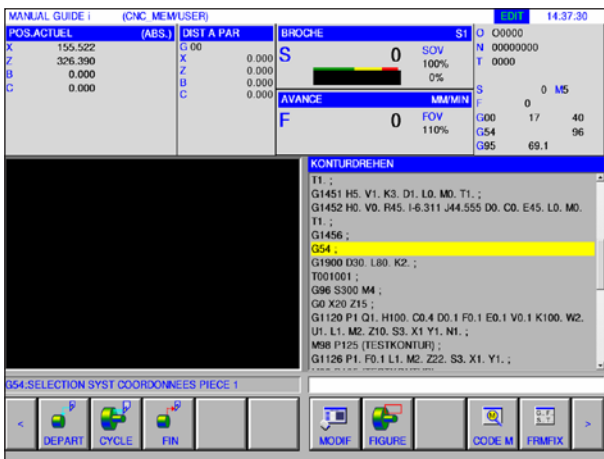 MANUAL GUIDE i (CNC_MEM/USER) EDIT 14.37.30
POS.ACTUEL (ABS.)
X 155.522
Z 326.390
B 0.000
C 0.000
DIST A PAR
G 00
X 0.000
Z 0.000
B 0.000
C 0.000
BROCHE S1
S 0 SOV
100%
0%
AVANCE MM/MIN
F 0 FOV
110%
O O0000
N 00000000
T 0000
S 0 M5
F 0
G00 17 40
G54 96
G95 69.1
KONTURDREHEN
T1. ;
G1451 H5. V1. K3. D1. L0. M0. T1. ;
G1452 H0. V0. R45. I-6.311 J44.555 D0. C0. E45. L0. M0.
T1. ;
G1456 ;
G54 ;
G1900 D30. L80. K2. ;
T001001 ;
G96 S300 M4 ;
G0 X20 Z15 ;
G1120 P1 Q1. H100. C0.4 D0.1 F0.1 E0.1 V0.1 K100. W2.
U1. L1. M2. Z10. S3. X1 Y1. N1. ;
M98 P125 (TESTKONTUR) ;
G1126 P1. F0.1 L1. M2. Z22. S3. X1. Y1. ;
G54:SELECTION SYST COORDONNEES PIECE 1
< DEPART CYCLE FIN
MODIF FIGURE CODE M FRMFIX >